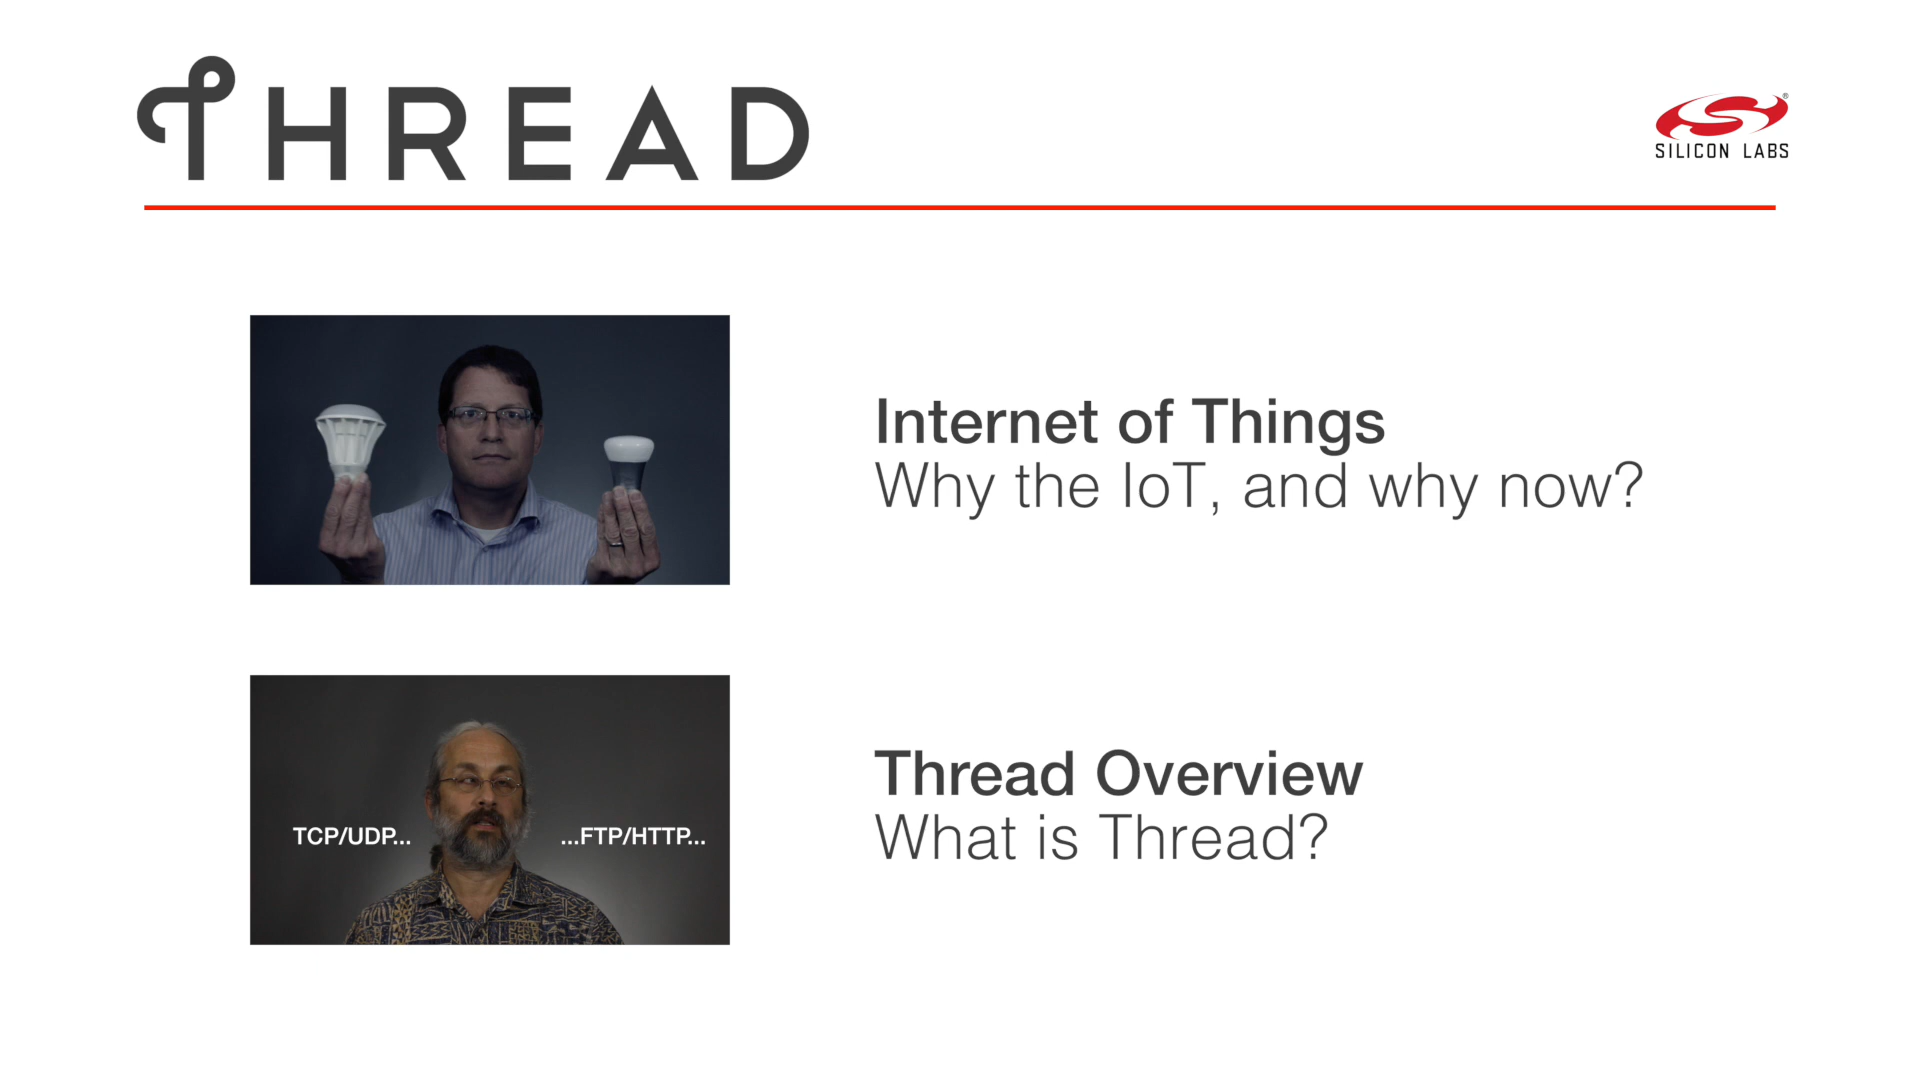 THREAD
SILICON LABS®
Internet of Things
Why the IoT, and why now?
TCP/UDP...
...FTP/HTTP...
Thread Overview
What is Thread?